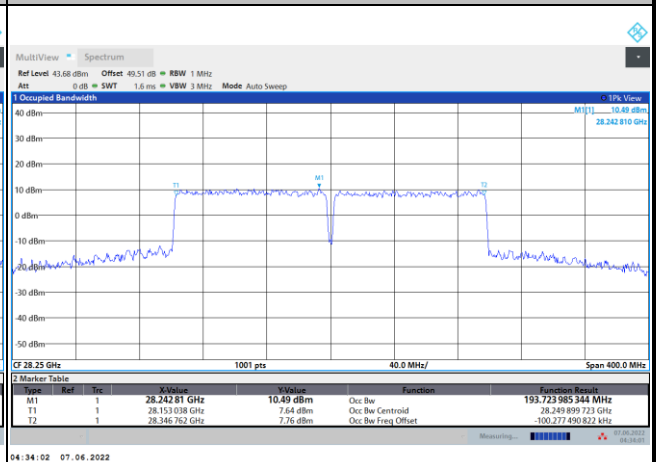 MultiView Spectrum
Ref Level 43.68 dBm Offset 49.51 dB RBW 1 MHz
Att 0 dB SWT 1.6 ms VBW 3 MHz Mode Auto Sweep
1 Occupied Bandwidth 1Pk View
M1[1] 10.49 dBm
28.242 810 GHz
40 dBm
30 dBm
20 dBm
M1
T1 T2
10 dBm
0 dBm
-10 dBm
-20 dBm
-30 dBm
-40 dBm
-50 dBm
CF 28.25 GHz 1001 pts 40.0 MHz/ Span 400.0 MHz
2 Marker Table
Type Ref Trc X-Value Y-Value Function Function Result
M1 1 28.242 81 GHz 10.49 dBm Occ Bw 193.723 985 344 MHz
T1 1 28.153 038 GHz 7.64 dBm Occ Bw Centroid 28.249 899 723 GHz
T2 1 28.346 762 GHz 7.76 dBm Occ Bw Freq Offset -100.277 490 822 kHz
Measuring... 07.06.2022
04:34:01
04:34:02 07.06.2022